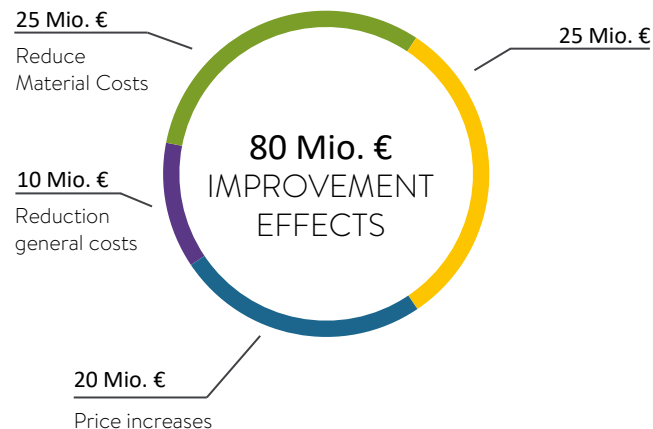 25 Mio. €
Reduce
Material Costs
25 Mio. €
80 Mio. €
IMPROVEMENT
EFFECTS
10 Mio. €
Reduction
general costs
20 Mio. €
Price increases